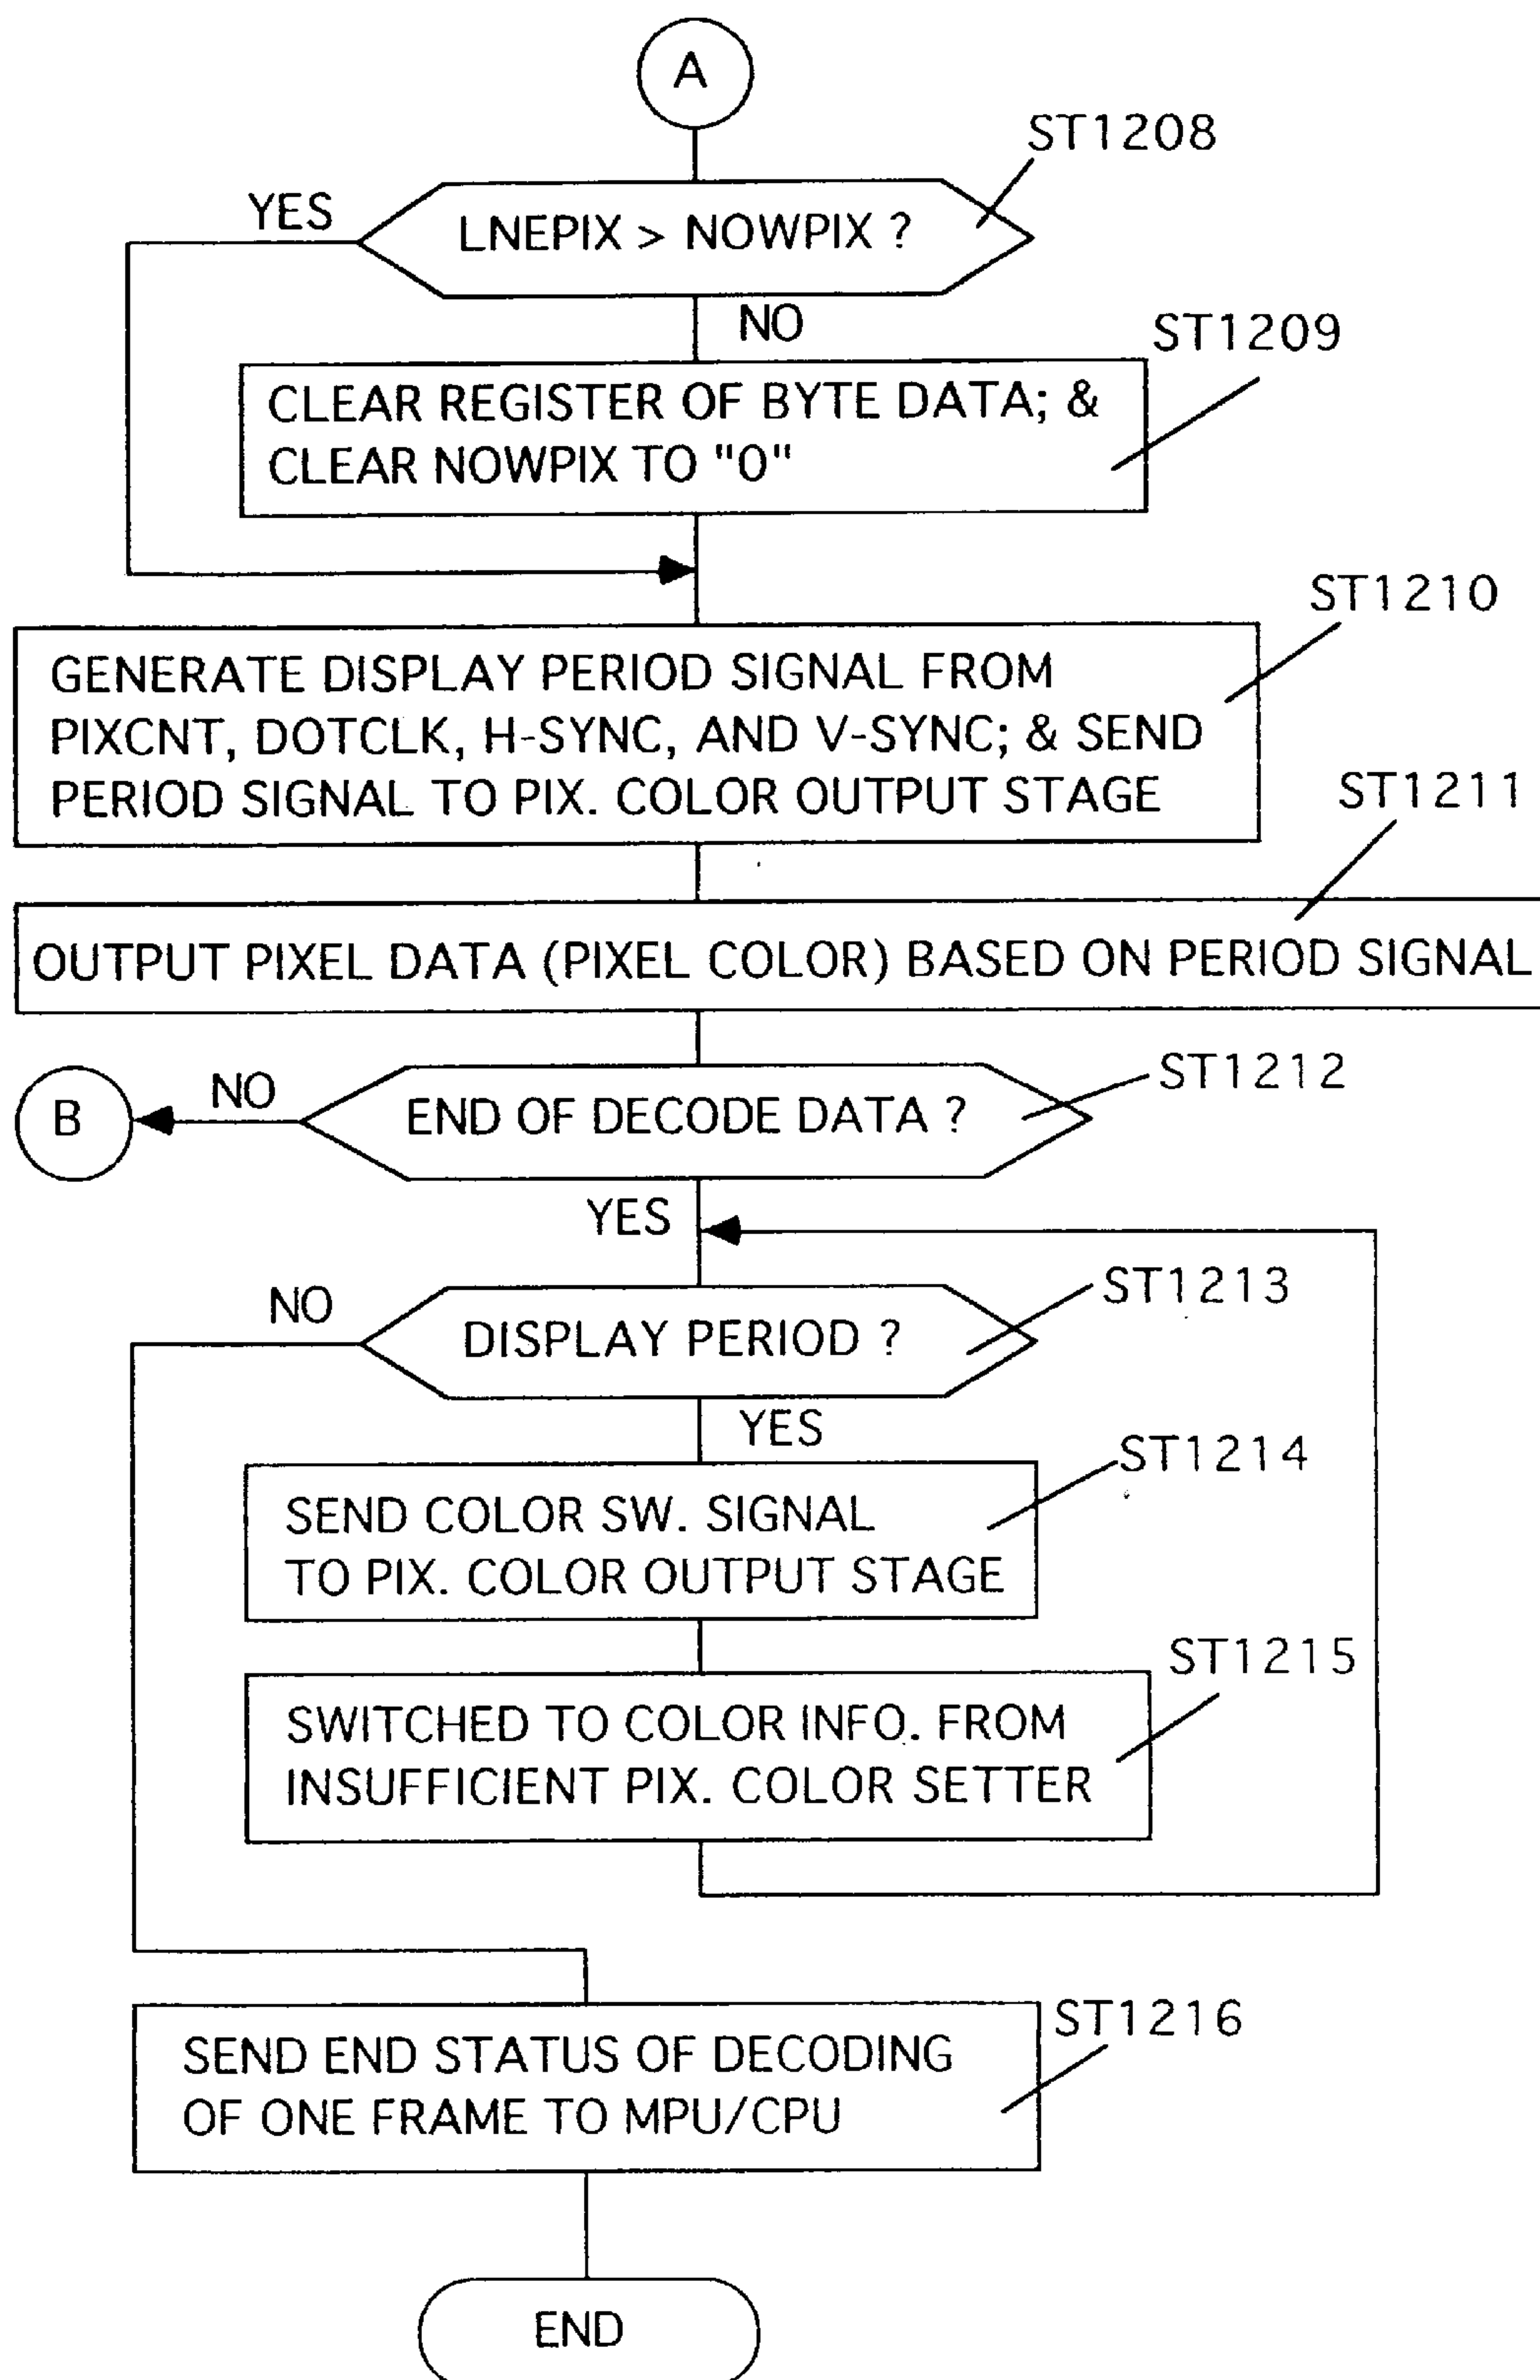 A
ST1208
YES
LNEPIX > NOWPIX ?
NO
ST1209
CLEAR REGISTER OF BYTE DATA; &
CLEAR NOWPIX TO "0"
ST1210
GENERATE DISPLAY PERIOD SIGNAL FROM
PIXCNT, DOTCLK, H-SYNC, AND V-SYNC; & SEND
PERIOD SIGNAL TO PIX. COLOR OUTPUT STAGE
ST1211
OUTPUT PIXEL DATA (PIXEL COLOR) BASED ON PERIOD SIGNAL
ST1212
B
NO
END OF DECODE DATA ?
YES
ST1213
NO
DISPLAY PERIOD ?
YES
ST1214
SEND COLOR SW. SIGNAL
TO PIX. COLOR OUTPUT STAGE
ST1215
SWITCHED TO COLOR INFO. FROM
INSUFFICIENT PIX. COLOR SETTER
ST1216
SEND END STATUS OF DECODING
OF ONE FRAME TO MPU/CPU
END